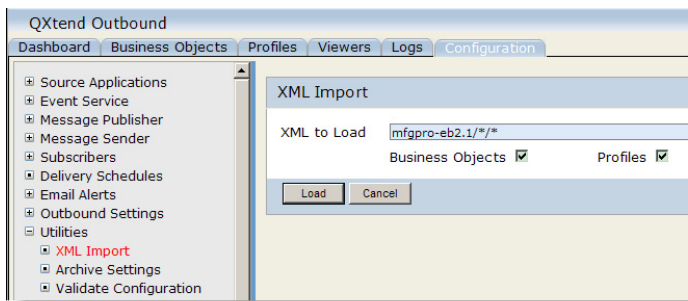 QXtend Outbound
Dashboard Business Objects Profiles Viewers Logs Configuration
Source Applications
Event Service
Message Publisher
Message Sender
Subscribers
Delivery Schedules
Email Alerts
Outbound Settings
Utilities
XML Import
Archive Settings
Validate Configuration
XML Import
XML to Load mfgpro-eb2.1/*/*
Business Objects Profiles
Load Cancel